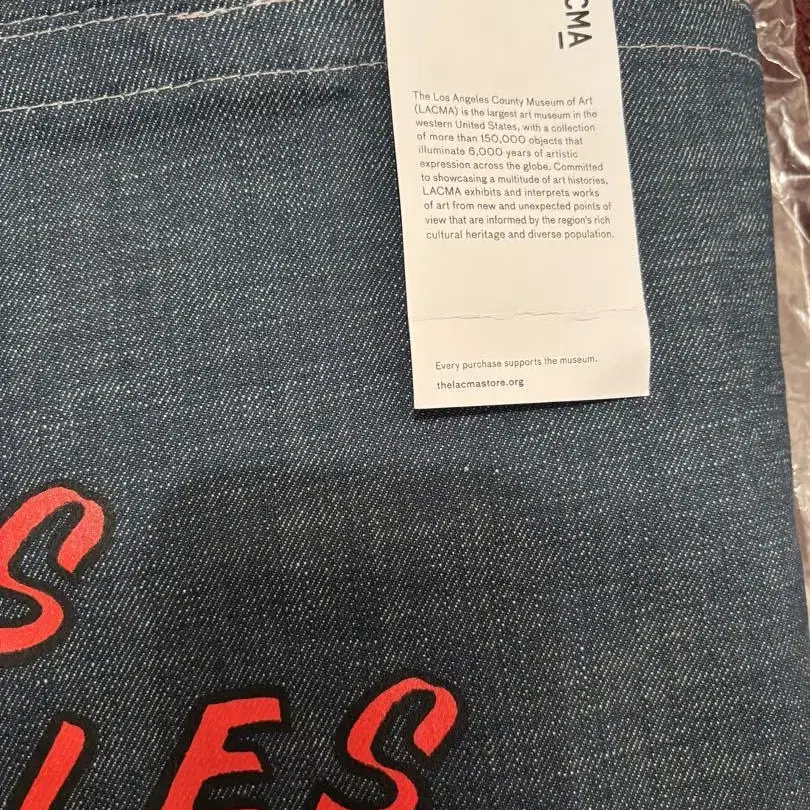 CMA
The Los Angeles County Museum of Art
(LACMA) is the largest art museum in the
western United States, with a collection
of more than 150,000 objects that
illuminate 6,000 years of artistic
expression across the globe. Committed
to showcasing a multitude of art histories,
LACMA exhibits and interprets works
of art from new and unexpected points of
view that are informed by the region's rich
cultural heritage and diverse population.
Every purchase supports the museum.
thelacmastore.org
S
LES